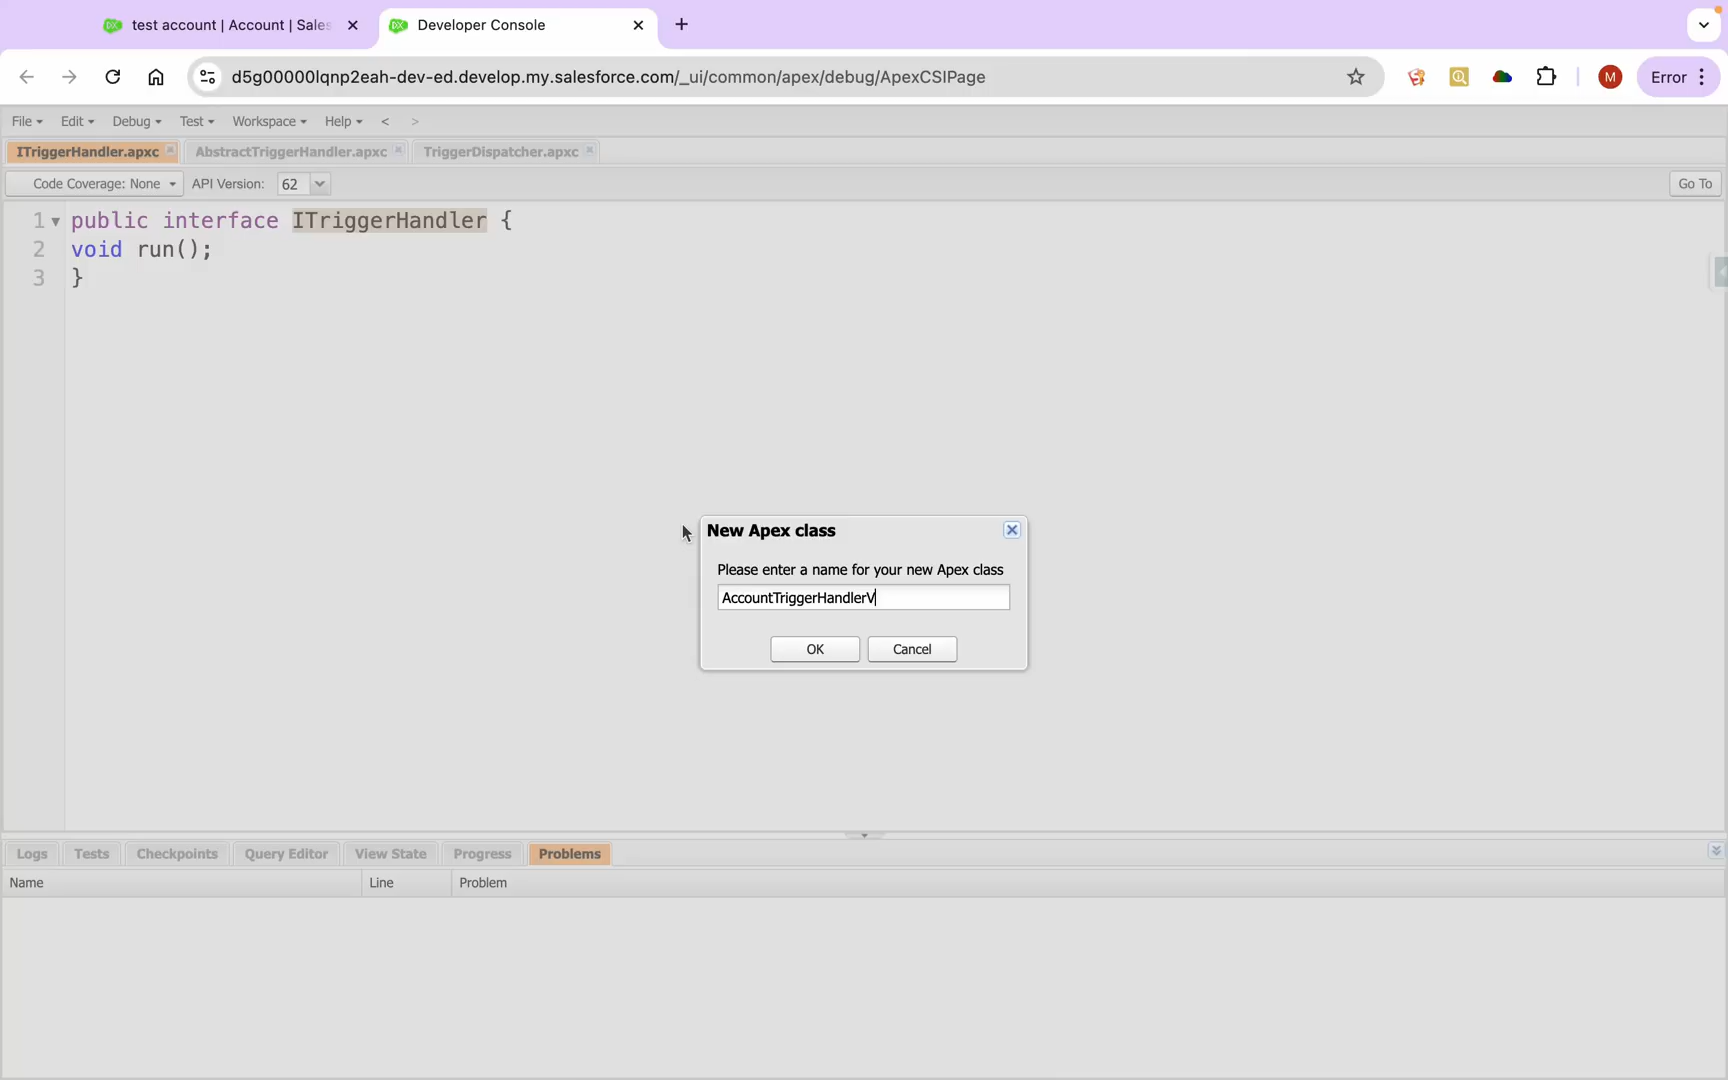 test account | Account | Sales
Developer Console
d5g00000lqnp2eah-dev-ed.develop.my.salesforce.com/_ui/common/apex/debug/ApexCSIPage
M
Error
File Edit Debug Test Workspace Help < >
ITriggerHandler.apxc AbstractTriggerHandler.apxc TriggerDispatcher.apxc
Code Coverage: None API Version: 62 Go To
1 public interface ITriggerHandler {
2 void run();
3 }
New Apex class
Please enter a name for your new Apex class
AccountTriggerHandlerV
OK Cancel
Logs Tests Checkpoints Query Editor View State Progress Problems
Name Line Problem